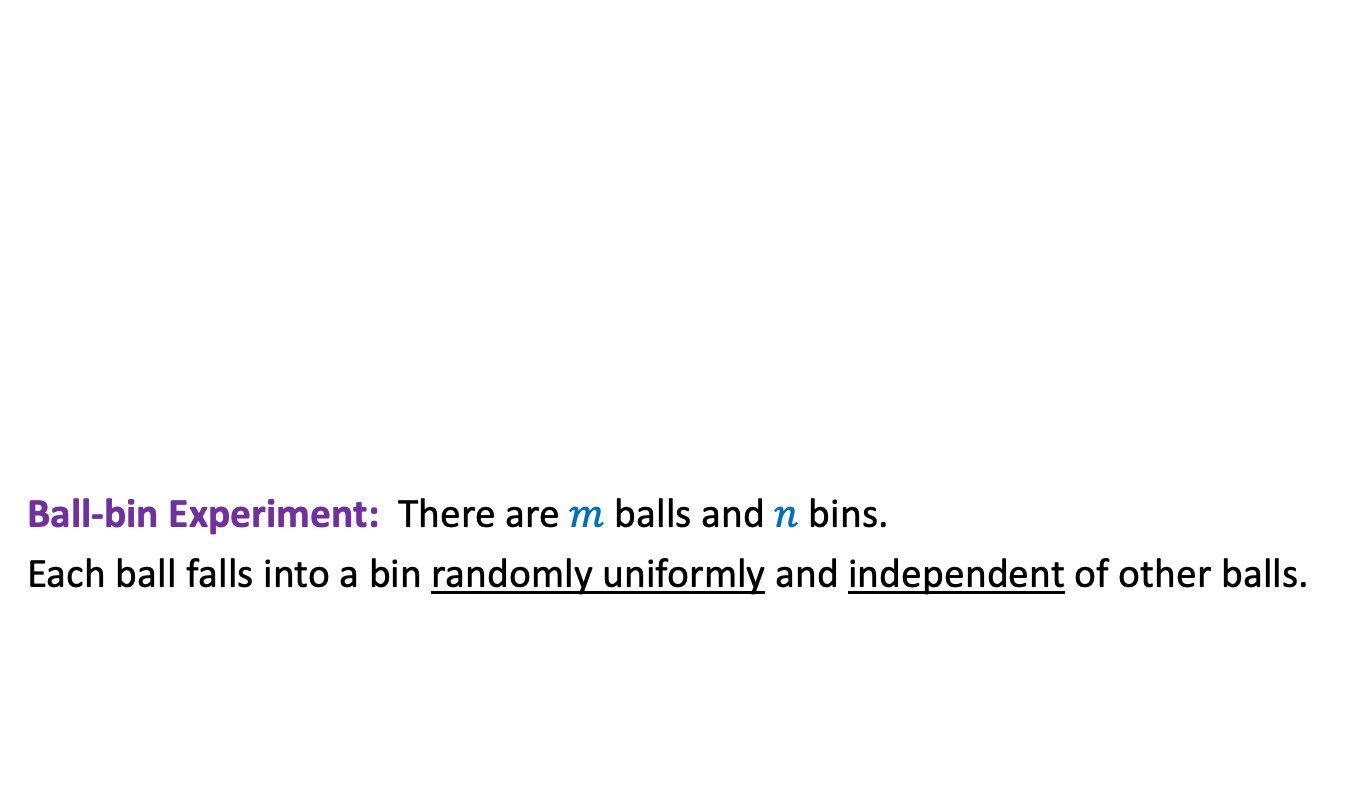 Ball-bin Experiment: There are m balls and n bins.
Each ball falls into a bin randomly uniformly and independent of other balls.